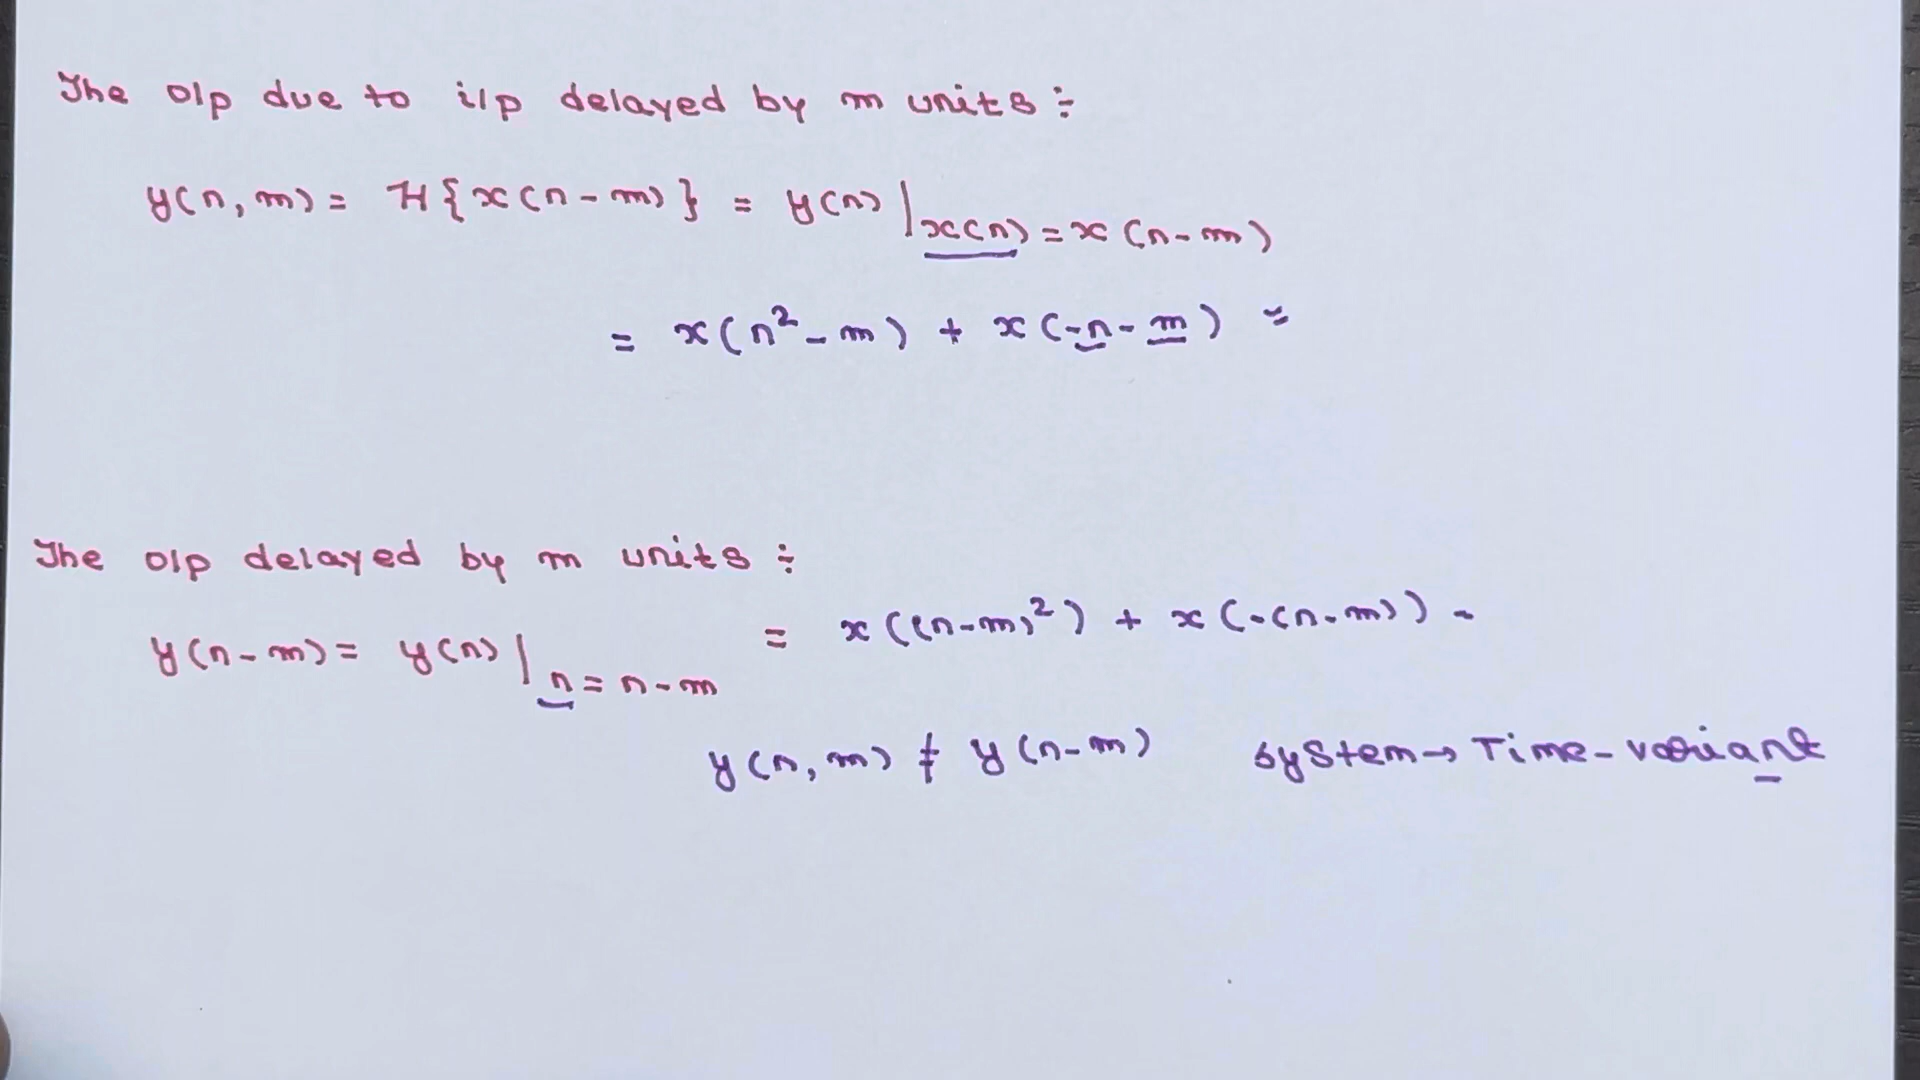 The o/p due to i/p delayed by m units :-
y(n, m) = H{x(n-m)} = y(n) |x(n) = x(n-m)
= x(n²-m) + x(-n-m) =
The o/p delayed by m units :-
y(n-m) = y(n) |n = n-m = x((n-m)²) + x(-(n-m)) -
y(n, m) ≠ y(n-m) system → Time-variant